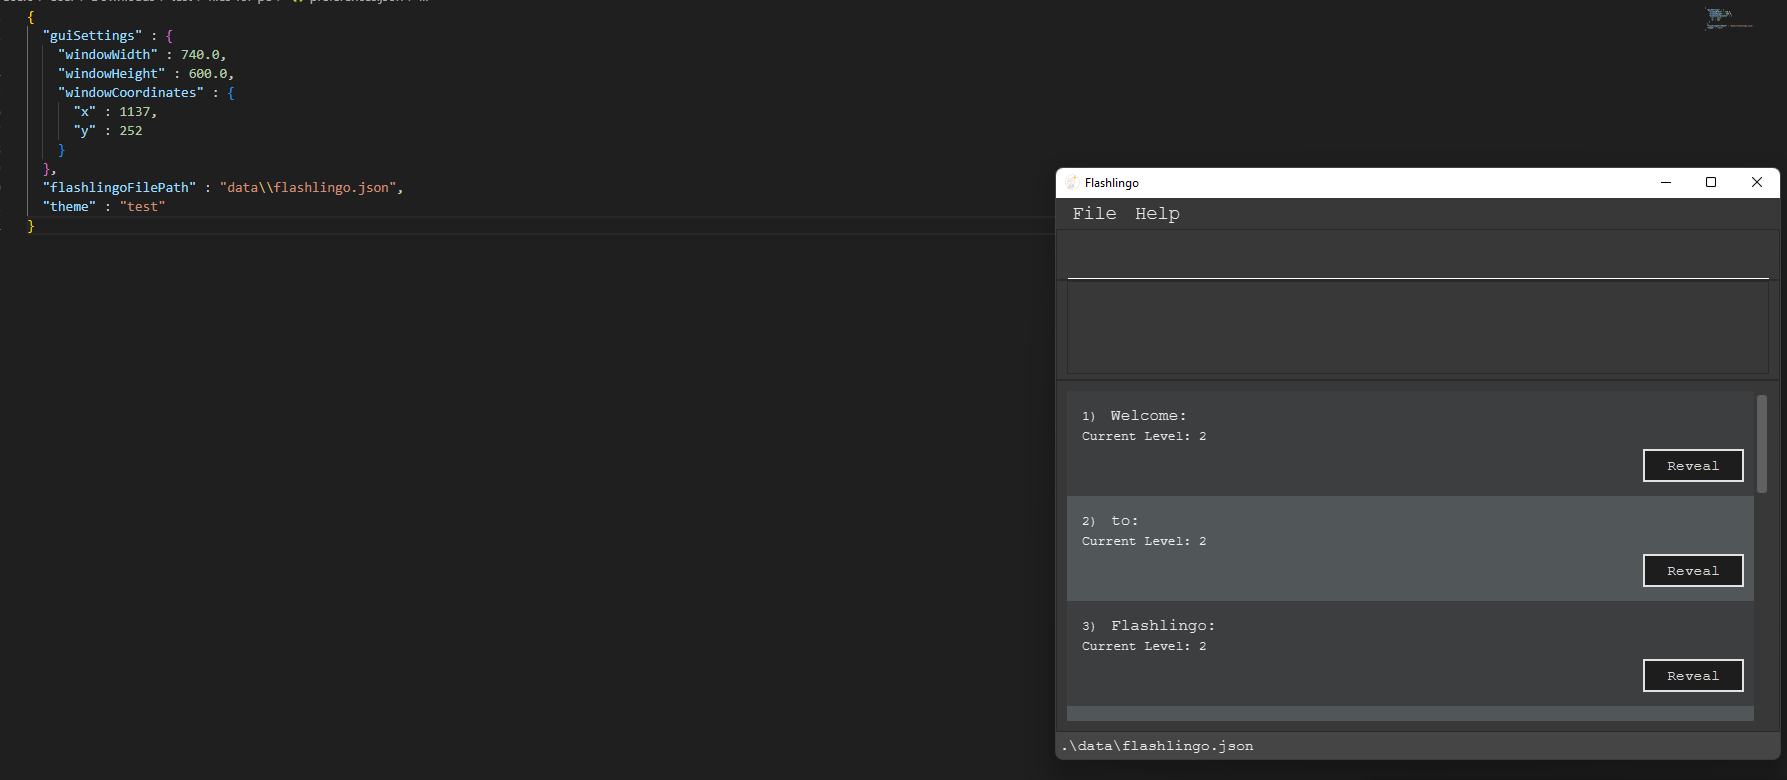 {
"guiSettings" : {
"windowWidth" : 740.0,
"windowHeight" : 600.0,
"windowCoordinates" : {
"x" : 1137,
"y" : 252
}
},
"flashlingoFilePath" : "data\\flashlingo.json",
"theme" : "test"
}
Flashlingo
File Help
1) Welcome:
Current Level: 2
Reveal
2) to:
Current Level: 2
Reveal
3) Flashlingo:
Current Level: 2
Reveal
.\data\flashlingo.json